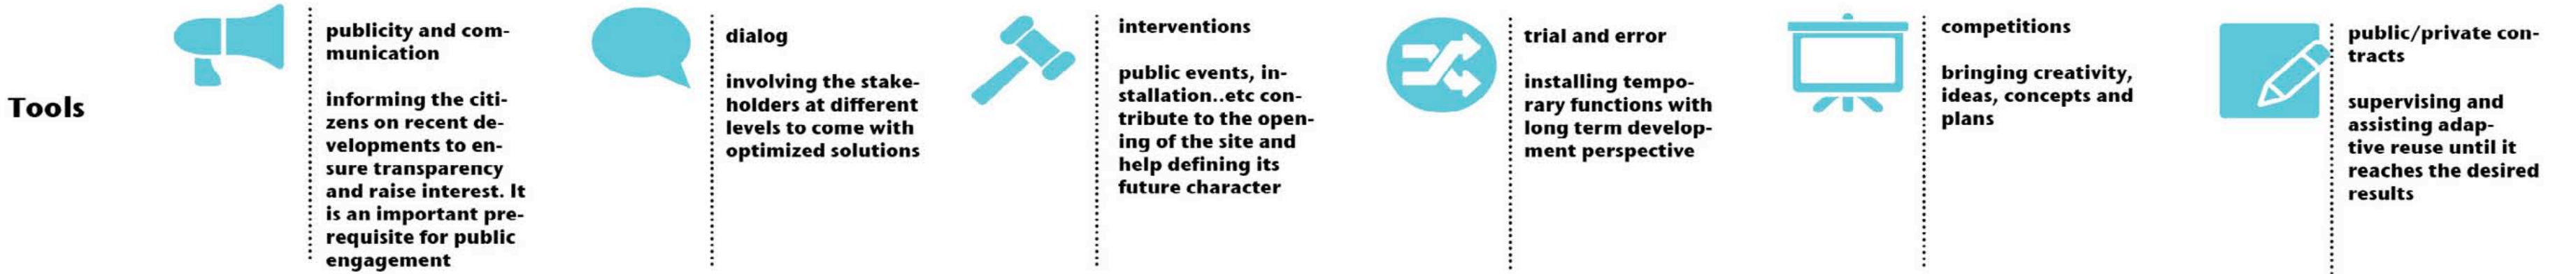 Tools
publicity and com-
munication
informing the citi-
zens on recent de-
velopments to en-
sure transparency
and raise interest. It
is an important pre-
requisite for public
engagement
dialog
involving the stake-
holders at different
levels to come with
optimized solutions
interventions
public events, in-
stallation..etc con-
tribute to the open-
ing of the site and
help defining its
future character
trial and error
installing tempo-
rary functions with
long term develop-
ment perspective
competitions
bringing creativity,
ideas, concepts and
plans
public/private con-
tracts
supervising and
assisting adap-
tive reuse until it
reaches the desired
results